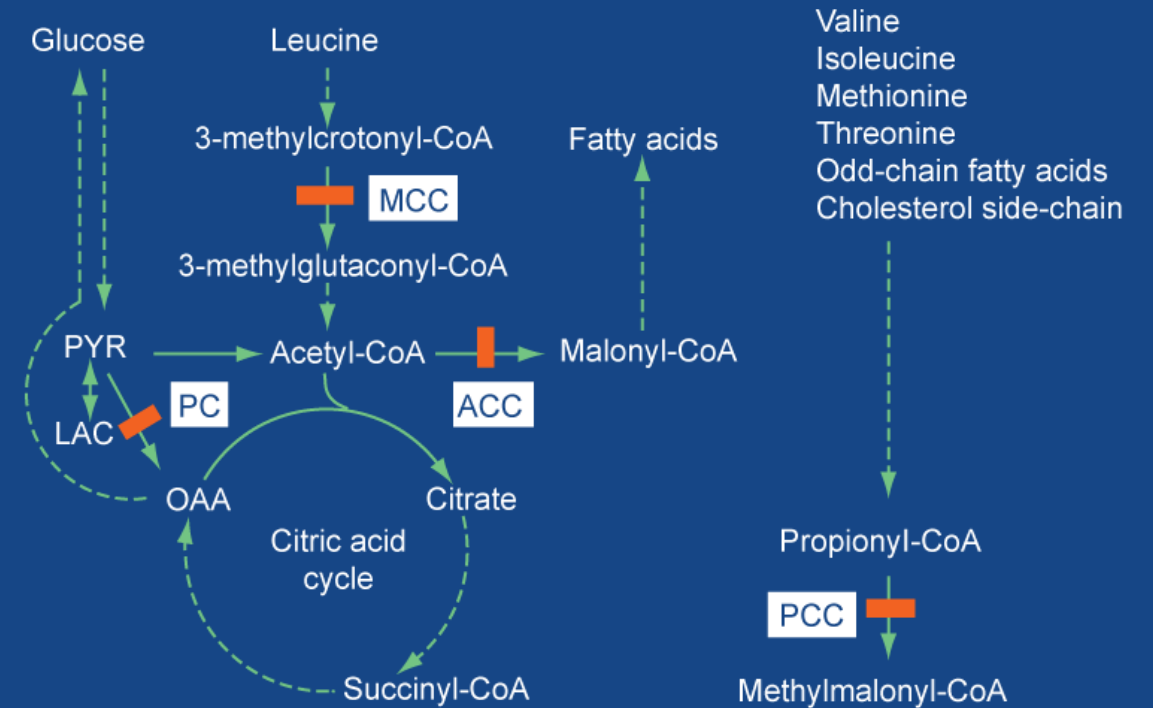 Glucose
Leucine
Valine
Isoleucine
Methionine
Threonine
Odd-chain fatty acids
Cholesterol side-chain
3-methylcrotonyl-CoA
Fatty acids
MCC
3-methylglutaconyl-CoA
PYR
Acetyl-CoA
Malonyl-CoA
PC
ACC
LAC
OAA
Citrate
Citric acid
cycle
Propionyl-CoA
PCC
Succinyl-CoA
Methylmalonyl-CoA